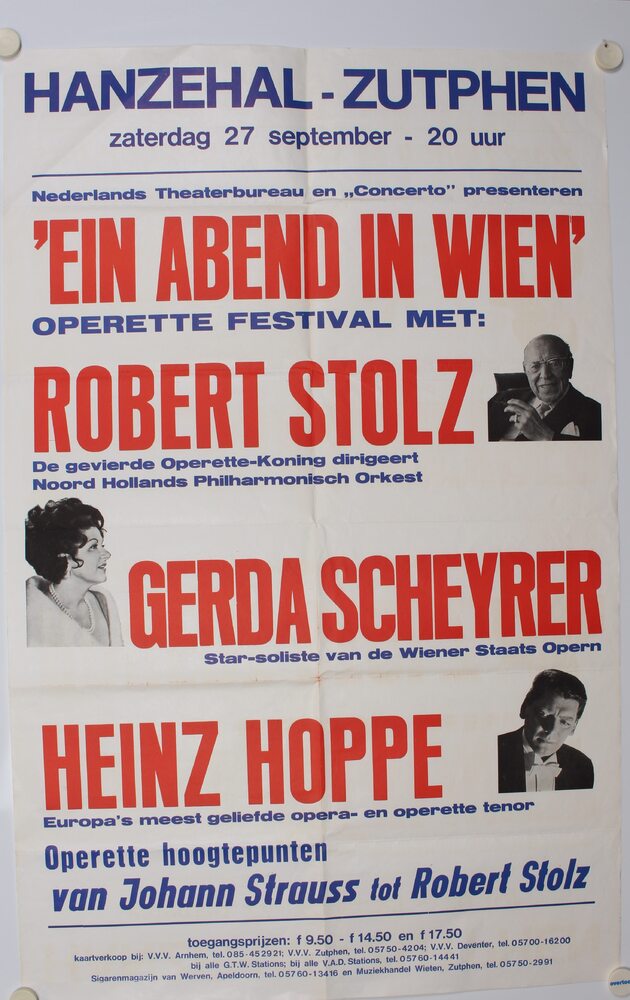 HANZEHAL - ZUTPHEN
zaterdag 27 september - 20 uur
Nederlands Theaterbureau en „Concerto” presenteren
’EIN ABEND IN WIEN’
OPERETTE FESTIVAL MET:
ROBERT STOLZ
De gevierde Operette-Koning dirigeert
Noord Hollands Philharmonisch Orkest
GERDA SCHEYRER
Star-soliste van de Wiener Staats Opern
HEINZ HOPPE
Europa's meest geliefde opera- en operette tenor
Operette hoogtepunten
van Johann Strauss tot Robert Stolz
toegangsprijzen: f 9.50 - f 14.50 en f 17.50
kaartverkoop bij: V.V.V. Arnhem, tel. 085-452921; V.V.V. Zutphen, tel. 05750-4204; V.V.V. Deventer, tel. 05700-16200
bij alle G.T.W. Stations; bij alle V.A.D. Stations, tel. 05760-14441
Sigarenmagazijn van Werven, Apeldoorn, tel. 05760-13416 en Muziekhandel Wieten, Zutphen, tel. 05750-2991